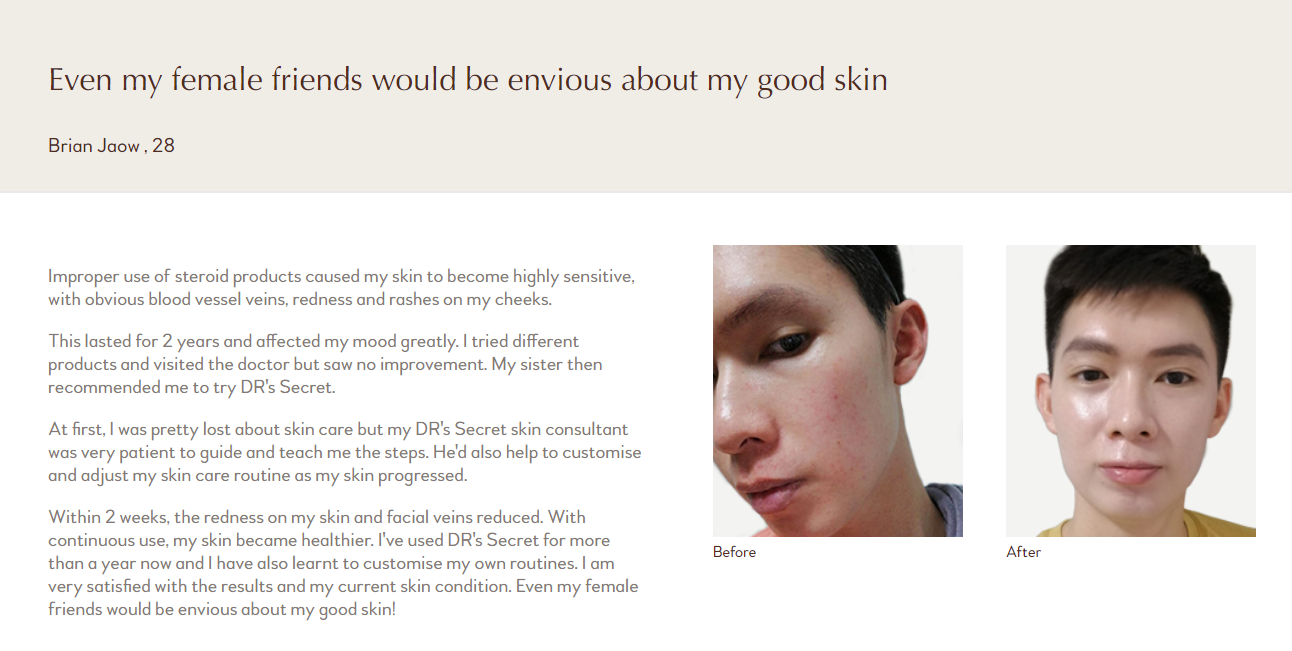 Even my female friends would be envious about my good skin
Brian Jaow , 28
Improper use of steroid products caused my skin to become highly sensitive,
with obvious blood vessel veins, redness and rashes on my cheeks.
This lasted for 2 years and affected my mood greatly. I tried different
products and visited the doctor but saw no improvement. My sister then
recommended me to try DR's Secret.
At first, I was pretty lost about skin care but my DR's Secret skin consultant
was very patient to guide and teach me the steps. He'd also help to customise
and adjust my skin care routine as my skin progressed.
Within 2 weeks, the redness on my skin and facial veins reduced. With
continuous use, my skin became healthier. I've used DR's Secret for more
than a year now and I have also learnt to customise my own routines. I am
very satisfied with the results and my current skin condition. Even my female
friends would be envious about my good skin!
Before
After